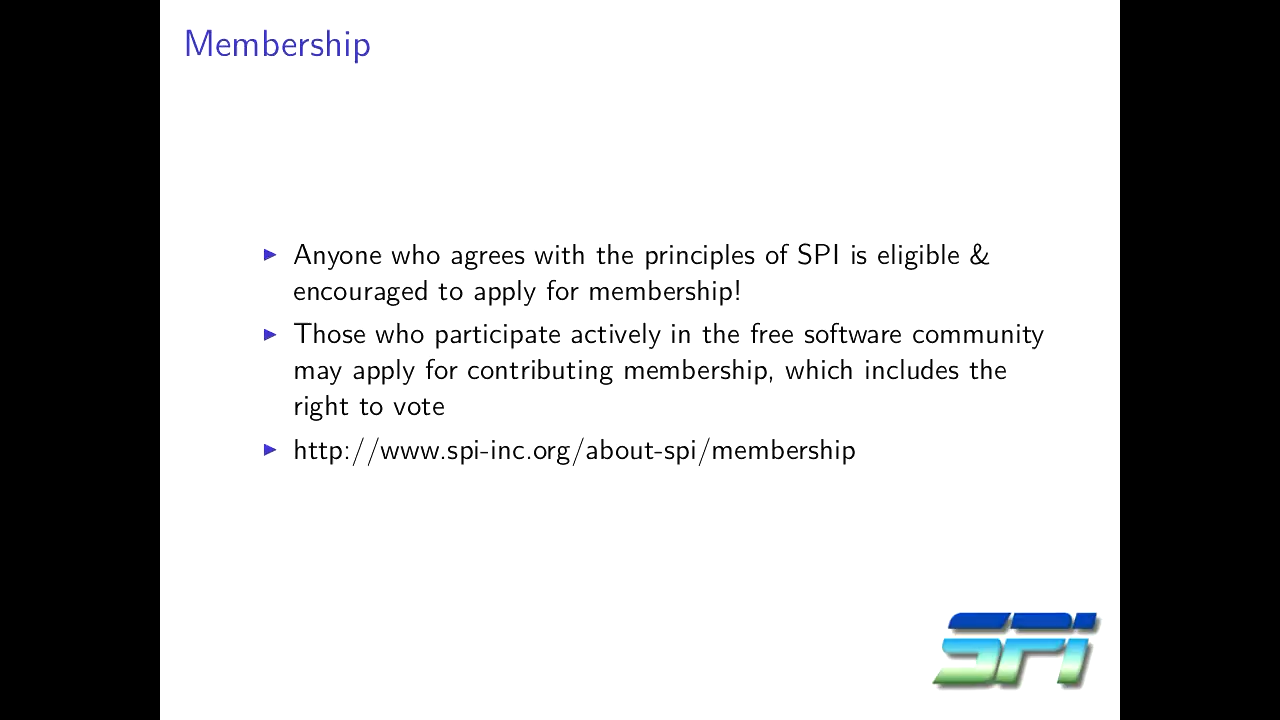 Membership
Anyone who agrees with the principles of SPI is eligible &
encouraged to apply for membership!
Those who participate actively in the free software community
may apply for contributing membership, which includes the
right to vote
http://www.spi-inc.org/about-spi/membership
SPi